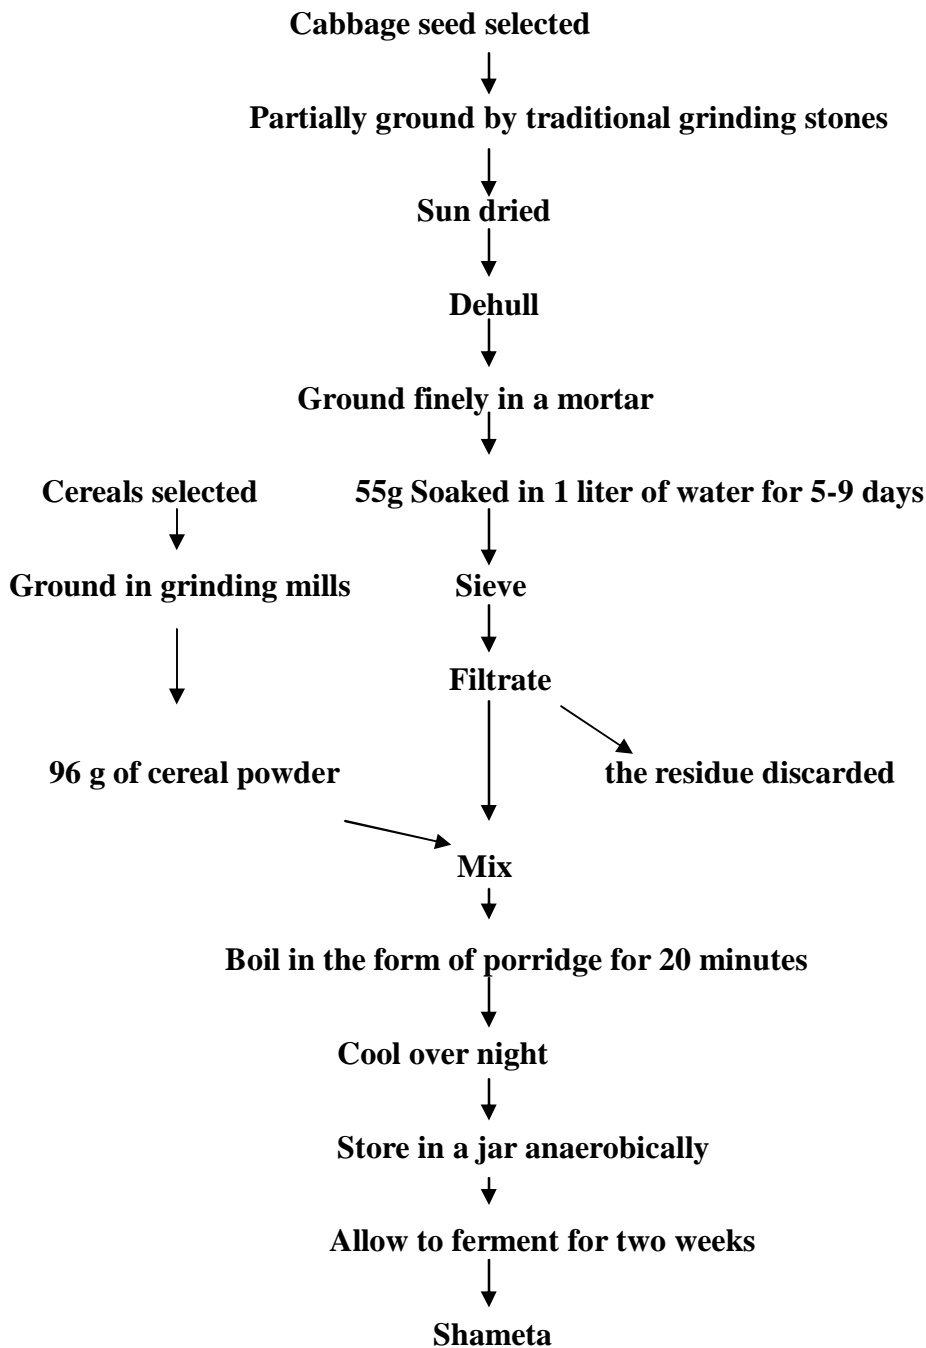 Cabbage seed selected
Partially ground by traditional grinding stones
Sun dried
Dehull
Ground finely in a mortar
Cereals selected
55g Soaked in 1 liter of water for 5-9 days
Ground in grinding mills
Sieve
Filtrate
96 g of cereal powder
the residue discarded
Mix
Boil in the form of porridge for 20 minutes
Cool over night
Store in a jar anaerobically
Allow to ferment for two weeks
Shameta